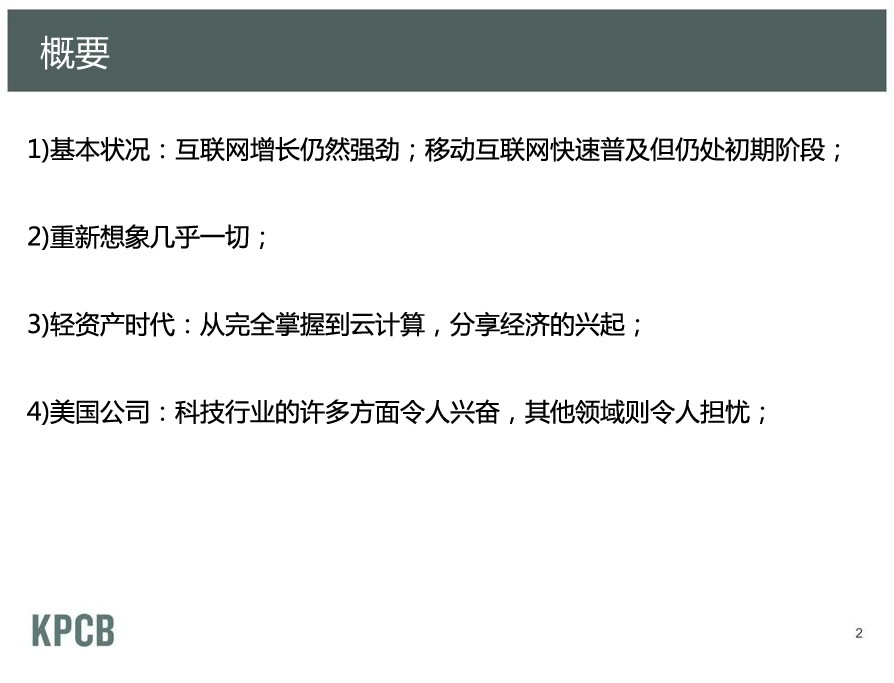 概要
1)基本状况：互联网增长仍然强劲；移动互联网快速普及但仍处初期阶段；
2)重新想象几乎一切；
3)轻资产时代：从完全掌握到云计算，分享经济的兴起；
4)美国公司：科技行业的许多方面令人兴奋，其他领域则令人担忧；
KPCB
2